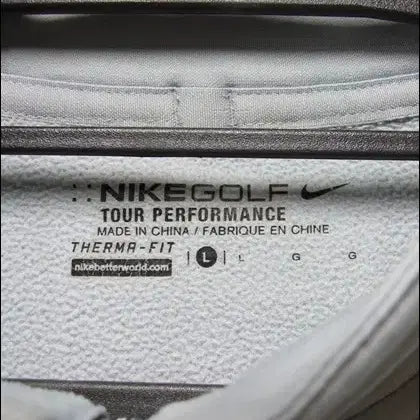 NIKEGOLF
TOUR PERFORMANCE
MADE IN CHINA / FABRIQUE EN CHINE
THERMA-FIT
nikebetterworld.com
| L | L G G